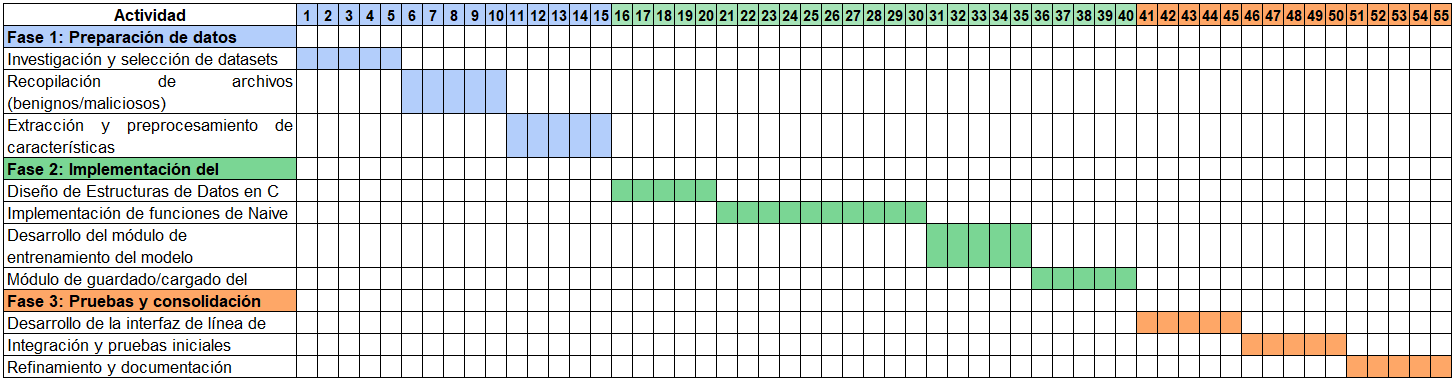 Actividad 1 2 3 4 5 6 7 8 9 10 11 12 13 14 15 16 17 18 19 20 21 22 23 24 25 26 27 28 29 30 31 32 33 34 35 36 37 38 39 40 41 42 43 44 45 46 47 48 49 50 51 52 53 54 55
Fase 1: Preparación de datos
Investigación y selección de datasets
Recopilación de archivos
(benignos/maliciosos)
Extracción y preprocesamiento de
características
Fase 2: Implementación del
Diseño de Estructuras de Datos en C
Implementación de funciones de Naive
Desarrollo del módulo de
entrenamiento del modelo
Módulo de guardado/cargado del
Fase 3: Pruebas y consolidación
Desarrollo de la interfaz de línea de
Integración y pruebas iniciales
Refinamiento y documentación